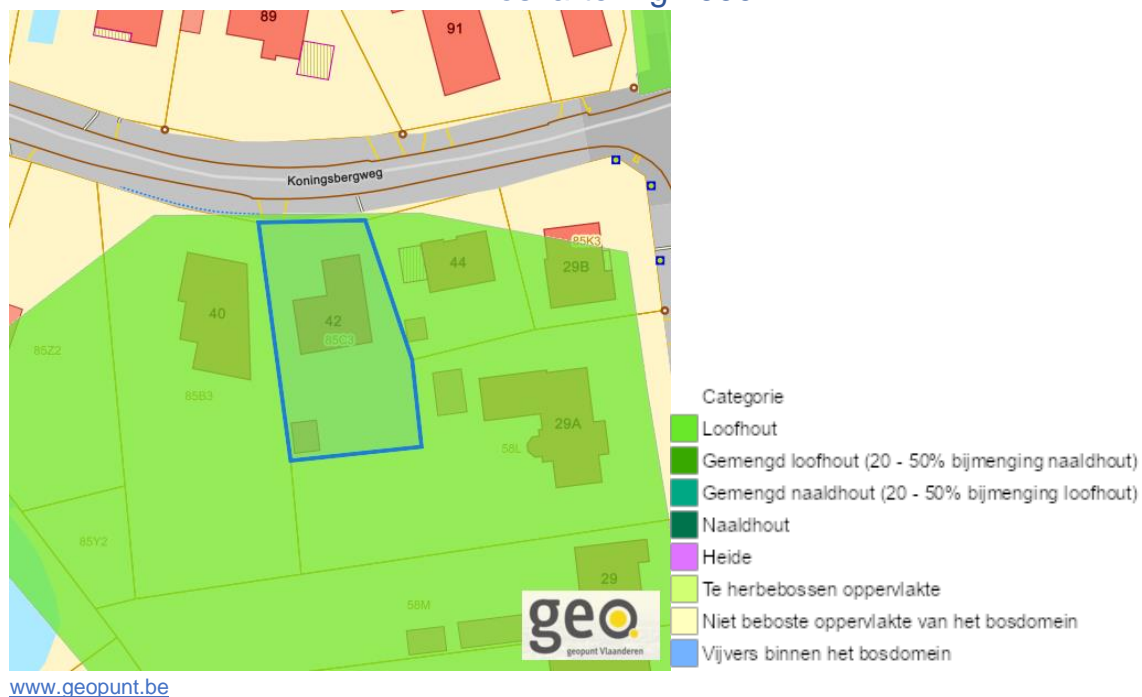 89
91
Koningsbergweg
85K3
44
29B
40
42
85C3
85Z2
85B3
29A
58L
85Y2
29
58M
geo
geopunt Vlaanderen
Categorie
Loofhout
Gemengd loofhout (20 - 50% bijmenging naaldhout)
Gemengd naaldhout (20 - 50% bijmenging loofhout)
Naaldhout
Heide
Te herbebossen oppervlakte
Niet beboste oppervlakte van het bosdomein
Vijvers binnen het bosdomein
www.geopunt.be